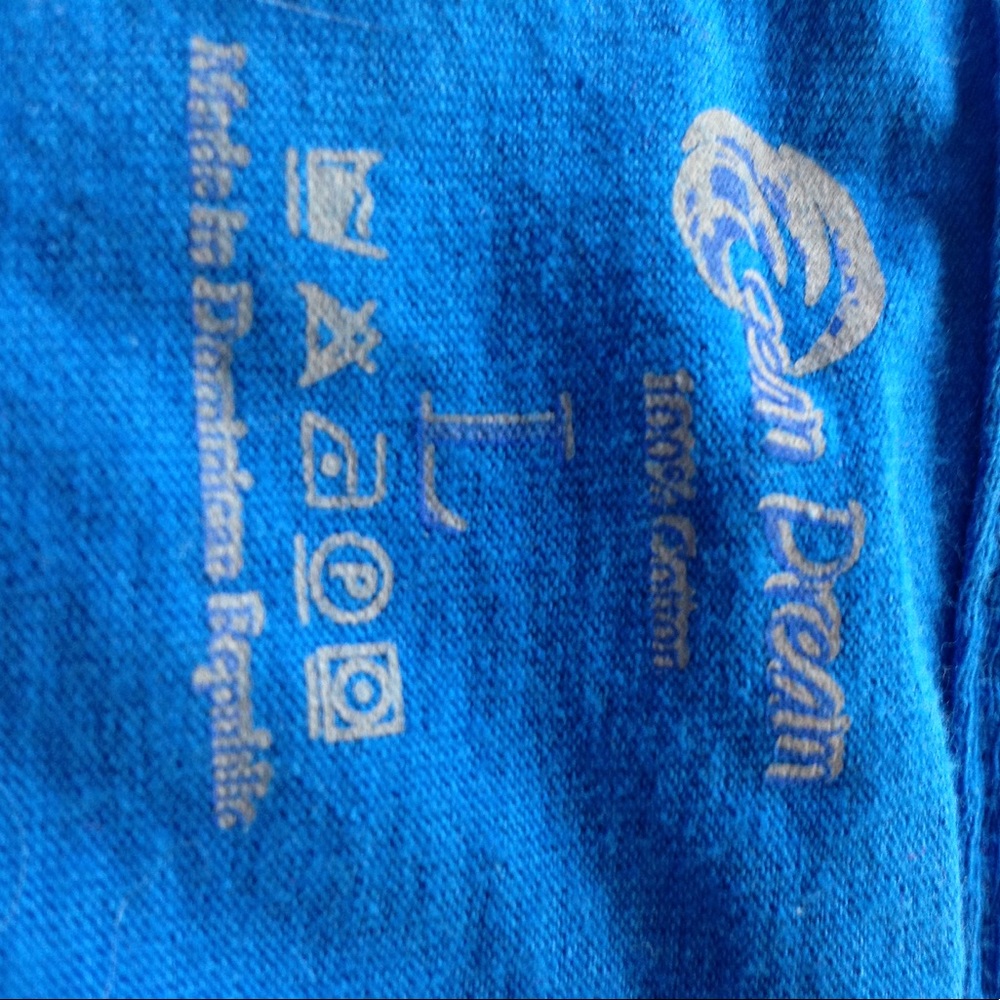 Ocean Dream
100% Cotton
L
P
Made In Dominican Republic